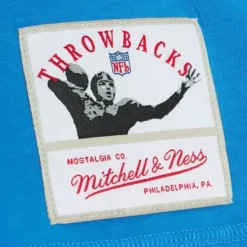 THROWBACKS
NFL
NOSTALGIA CO.
Mitchell & Ness
PHILADELPHIA, PA.